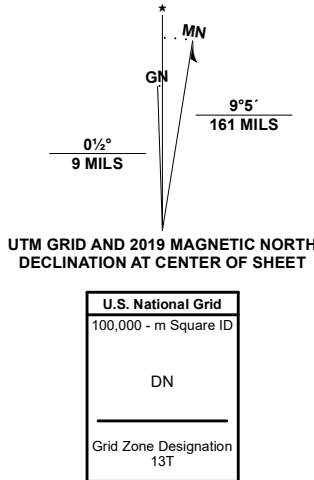 ★
MN
GN
9°5´
161 MILS
0½°
9 MILS
UTM GRID AND 2019 MAGNETIC NORTH
DECLINATION AT CENTER OF SHEET
U.S. National Grid
100,000 - m Square ID
DN
Grid Zone Designation
13T